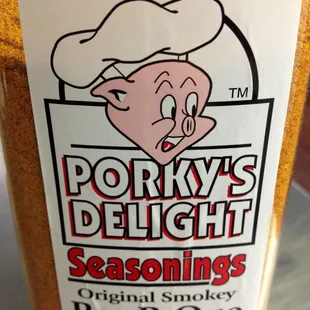 TM
PORKY'S
DELIGHT
Seasonings
Original Smokey